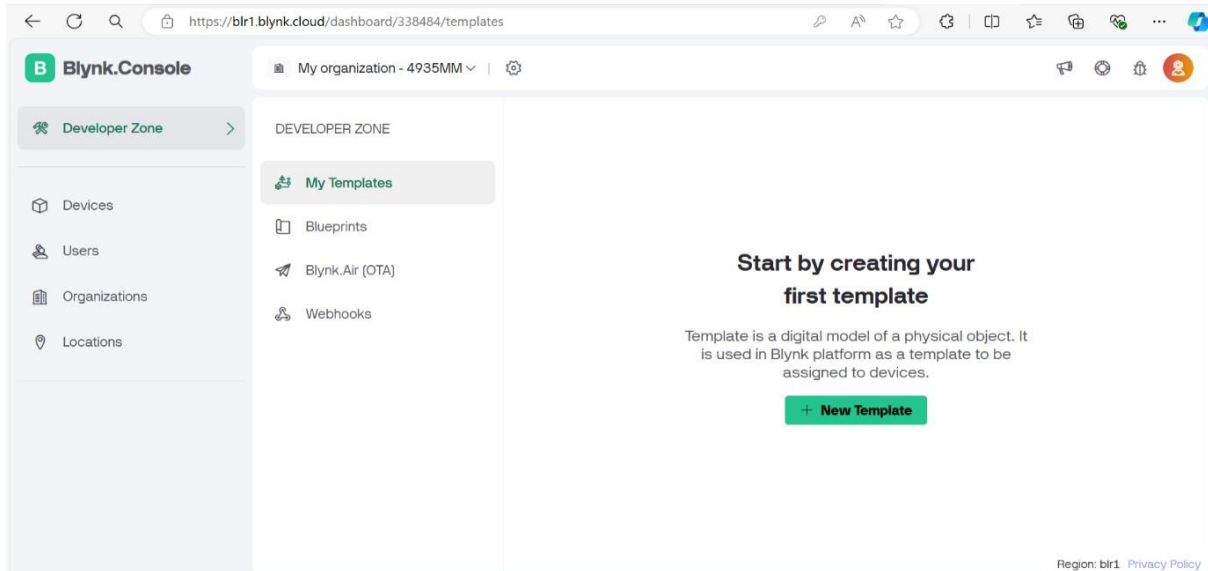 https://blr1.blynk.cloud/dashboard/338484/templates
B Blynk.Console
My organization - 4935MM
Developer Zone
Devices
Users
Organizations
Locations
DEVELOPER ZONE
My Templates
Blueprints
Blynk.Air (OTA)
Webhooks
Start by creating your
first template
Template is a digital model of a physical object. It
is used in Blynk platform as a template to be
assigned to devices.
+ New Template
Region: blr1 Privacy Policy